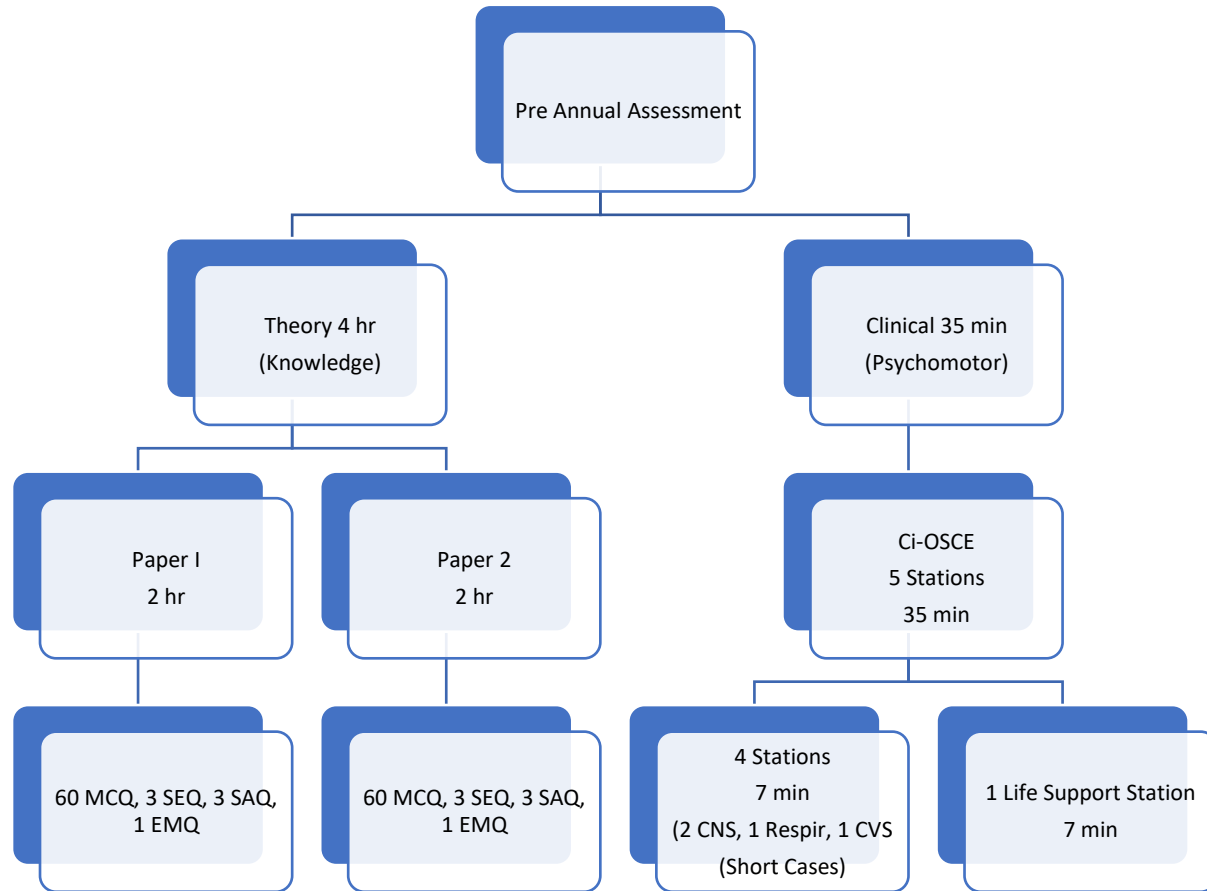 Pre Annual Assessment
Theory 4 hr
(Knowledge)
Clinical 35 min
(Psychomotor)
Paper I
2 hr
Paper 2
2 hr
Ci-OSCE
5 Stations
35 min
60 MCQ, 3 SEQ, 3 SAQ,
1 EMQ
60 MCQ, 3 SEQ, 3 SAQ,
1 EMQ
4 Stations
7 min
(2 CNS, 1 Respir, 1 CVS
(Short Cases)
1 Life Support Station
7 min